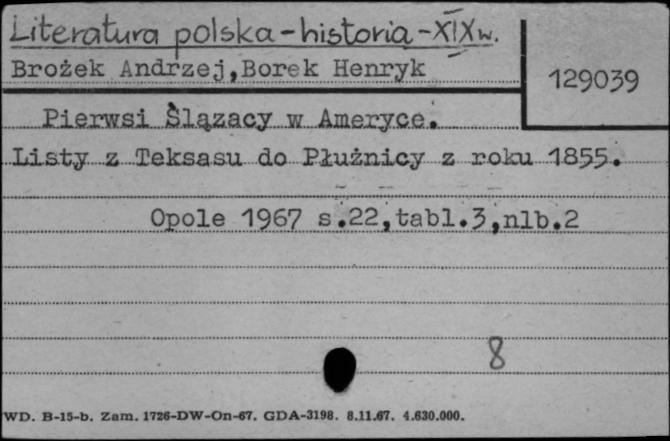 Literatura polska - historia - XIX w.
Brożek Andrzej, Borek Henryk
129039
Pierwsi Ślązacy w Ameryce.
Listy z Teksasu do Płużnicy z roku 1855.
Opole 1967 s.22,tabl.3,nlb.2
8
WD. B-15-b. Zam. 1726-DW-On-67. GDA-3198. 8.11.67. 4.630.000.